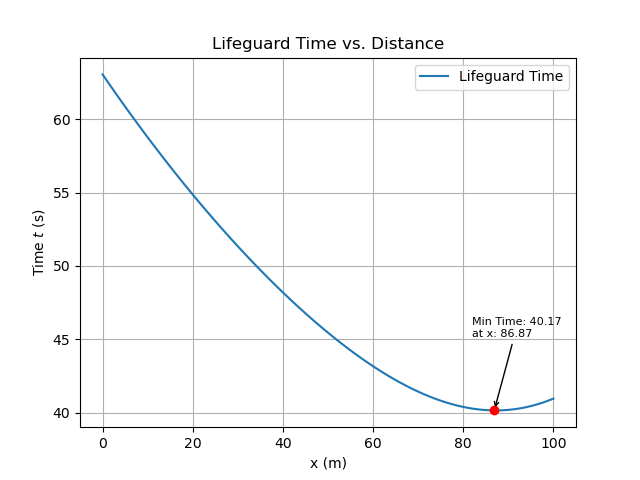 Lifeguard Time vs. Distance
Lifeguard Time
Time t (s)
60
55
50
45
40
Min Time: 40.17
at x: 86.87
0 20 40 60 80 100
x (m)